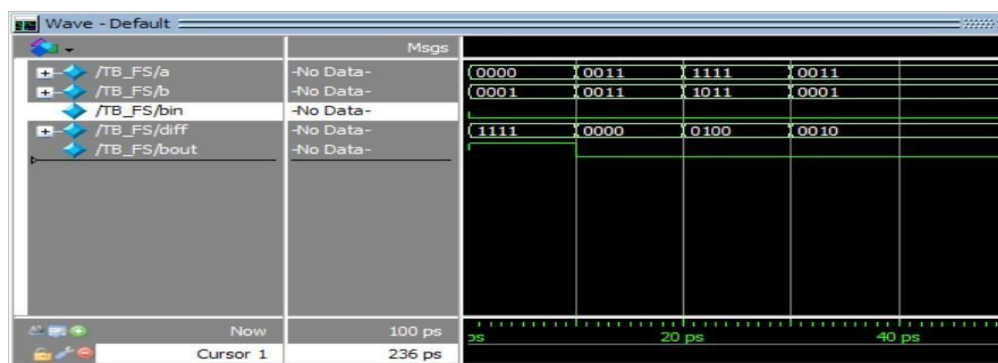 Wave - Default
Msgs
/TB_FS/a -No Data- 0000 0011 1111 0011
/TB_FS/b -No Data- 0001 0011 1011 0001
/TB_FS/bin -No Data-
/TB_FS/diff -No Data- 1111 0000 0100 0010
/TB_FS/bout -No Data-
Now 100 ps ps 20 ps 40 ps
Cursor 1 236 ps